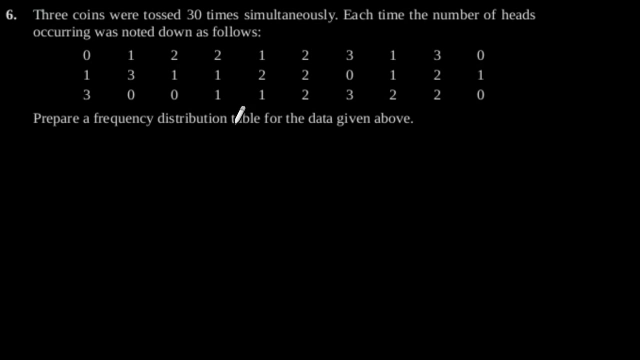 6. Three coins were tossed 30 times simultaneously. Each time the number of heads
occurring was noted down as follows:
0 1 2 2 1 2 3 1 3 0
1 3 1 1 2 2 0 1 2 1
3 0 0 1 1 2 3 2 2 0
Prepare a frequency distribution table for the data given above.